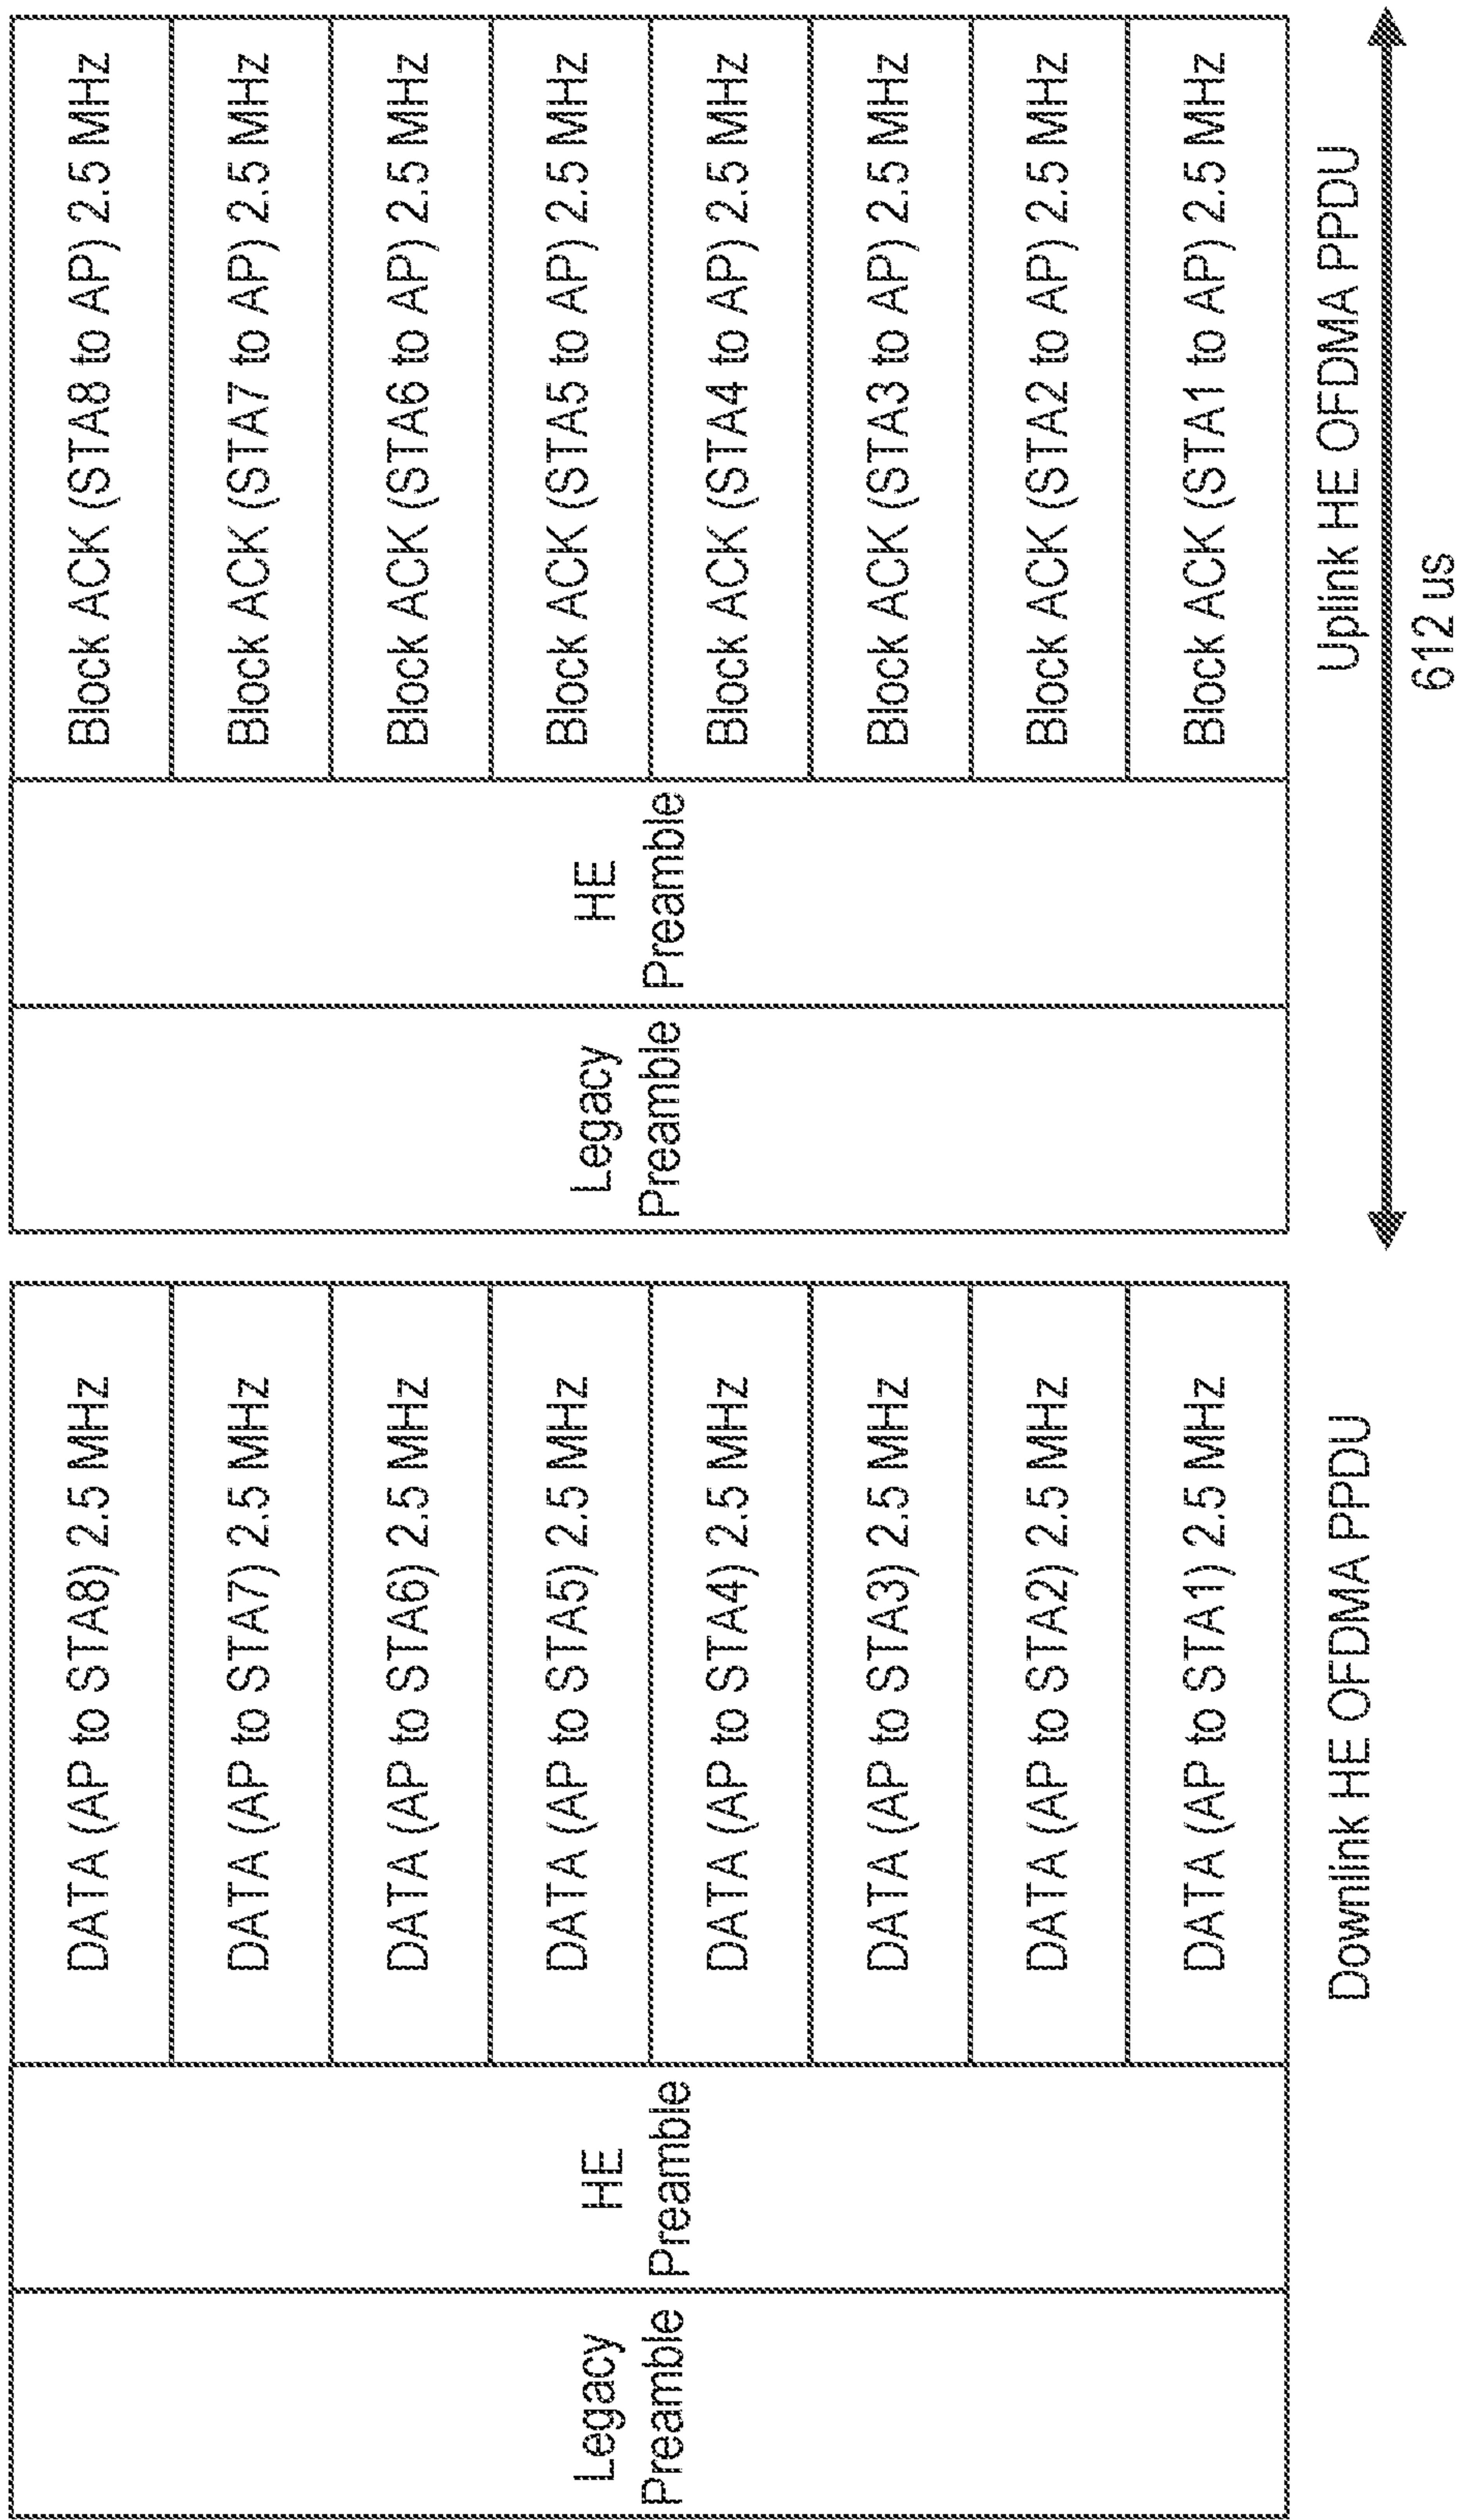 Legacy
Preamble
HE
Preamble
DATA (AP to STA8) 2.5 MHz
DATA (AP to STA7) 2.5 MHz
DATA (AP to STA6) 2.5 MHz
DATA (AP to STA5) 2.5 MHz
DATA (AP to STA4) 2.5 MHz
DATA (AP to STA3) 2.5 MHz
DATA (AP to STA2) 2.5 MHz
DATA (AP to STA1) 2.5 MHz
Downlink HE OFDMA PPDU
Legacy
Preamble
HE
Preamble
Block ACK (STA8 to AP) 2.5 MHz
Block ACK (STA7 to AP) 2.5 MHz
Block ACK (STA6 to AP) 2.5 MHz
Block ACK (STA5 to AP) 2.5 MHz
Block ACK (STA4 to AP) 2.5 MHz
Block ACK (STA3 to AP) 2.5 MHz
Block ACK (STA2 to AP) 2.5 MHz
Block ACK (STA1 to AP) 2.5 MHz
Uplink HE OFDMA PPDU
612 us